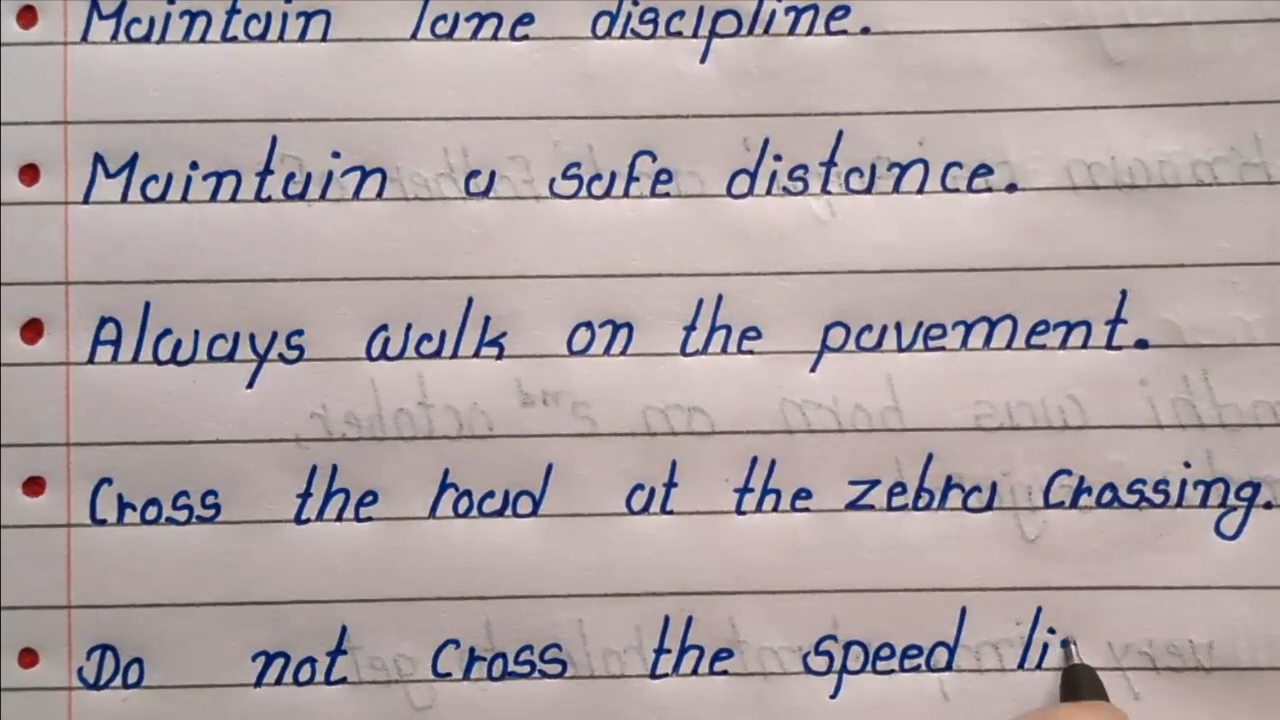 • Maintain lane discipline.
• Maintain a safe distance.
• Always walk on the pavement.
• Cross the road at the zebra crossing.
• Do not cross the speed li